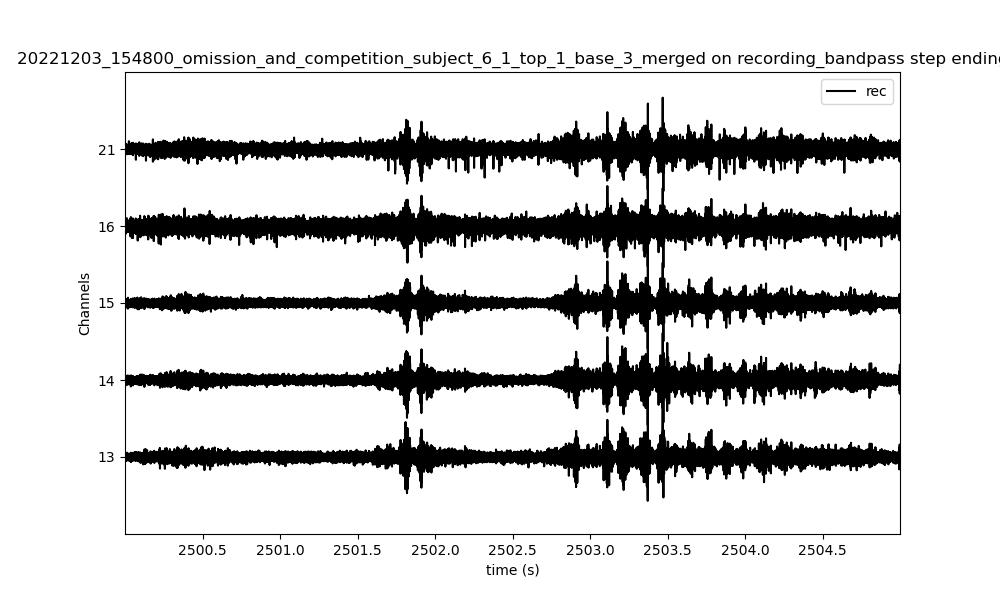 20221203_154800_omission_and_competition_subject_6_1_top_1_base_3_merged on recording_bandpass step
rec
21
16
15
14
13
Channels
2500.5 2501.0 2501.5 2502.0 2502.5 2503.0 2503.5 2504.0 2504.5
time (s)